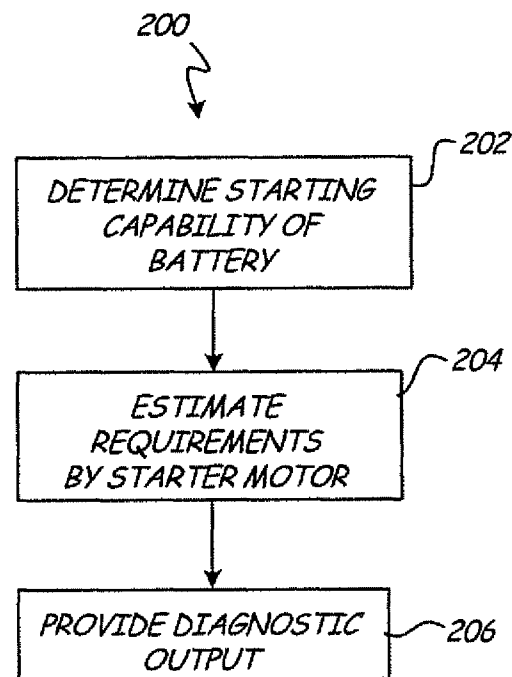 200
202
DETERMINE STARTING
CAPABILITY OF
BATTERY
204
ESTIMATE
REQUIREMENTS
BY STARTER MOTOR
PROVIDE DIAGNOSTIC
OUTPUT
206